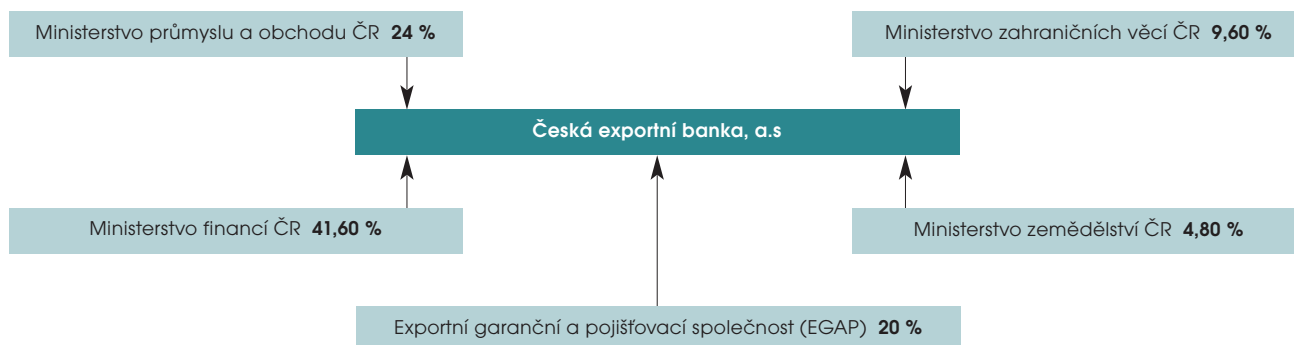 Ministerstvo průmyslu a obchodu ČR 24 %
Ministerstvo zahraničních věcí ČR 9,60 %
Česká exportní banka, a.s
Ministerstvo financí ČR 41,60 %
Ministerstvo zemědělství ČR 4,80 %
Exportní garanční a pojišťovací společnost (EGAP) 20 %